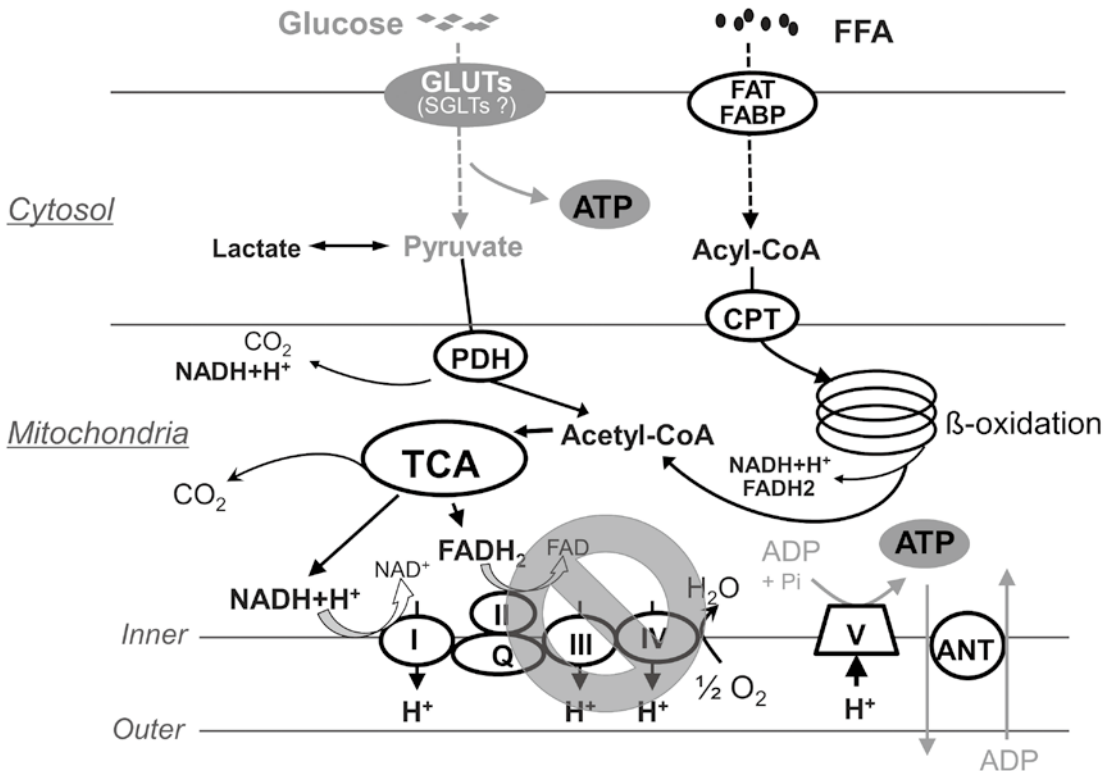 Glucose
FFA
GLUTs
(SGLTs ?)
FAT
FABP
Cytosol
ATP
Lactate
Pyruvate
Acyl-CoA
CPT
CO₂
NADH+H⁺
PDH
Mitochondria
Acetyl-CoA
ß-oxidation
TCA
NADH+H⁺
FADH2
CO₂
FADH₂
FAD
ADP
+ Pi
ATP
NAD⁺
NADH+H⁺
H₂O
Inner
I
II
Q
III
IV
V
ANT
½ O₂
H⁺
H⁺
H⁺
H⁺
Outer
ADP